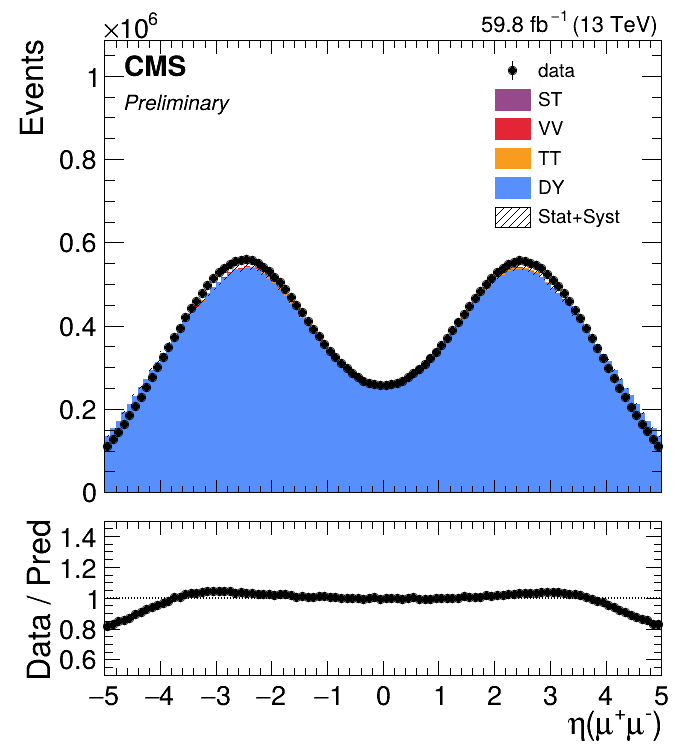 ×10⁶
59.8 fb⁻¹ (13 TeV)
CMS
Preliminary
Events
1
0.8
0.6
0.4
0.2
0
data
ST
VV
TT
DY
Stat+Syst
Data / Pred
1.4
1.2
1
0.8
0.6
−5 −4 −3 −2 −1 0 1 2 3 4 5
η(μ⁺μ⁻)